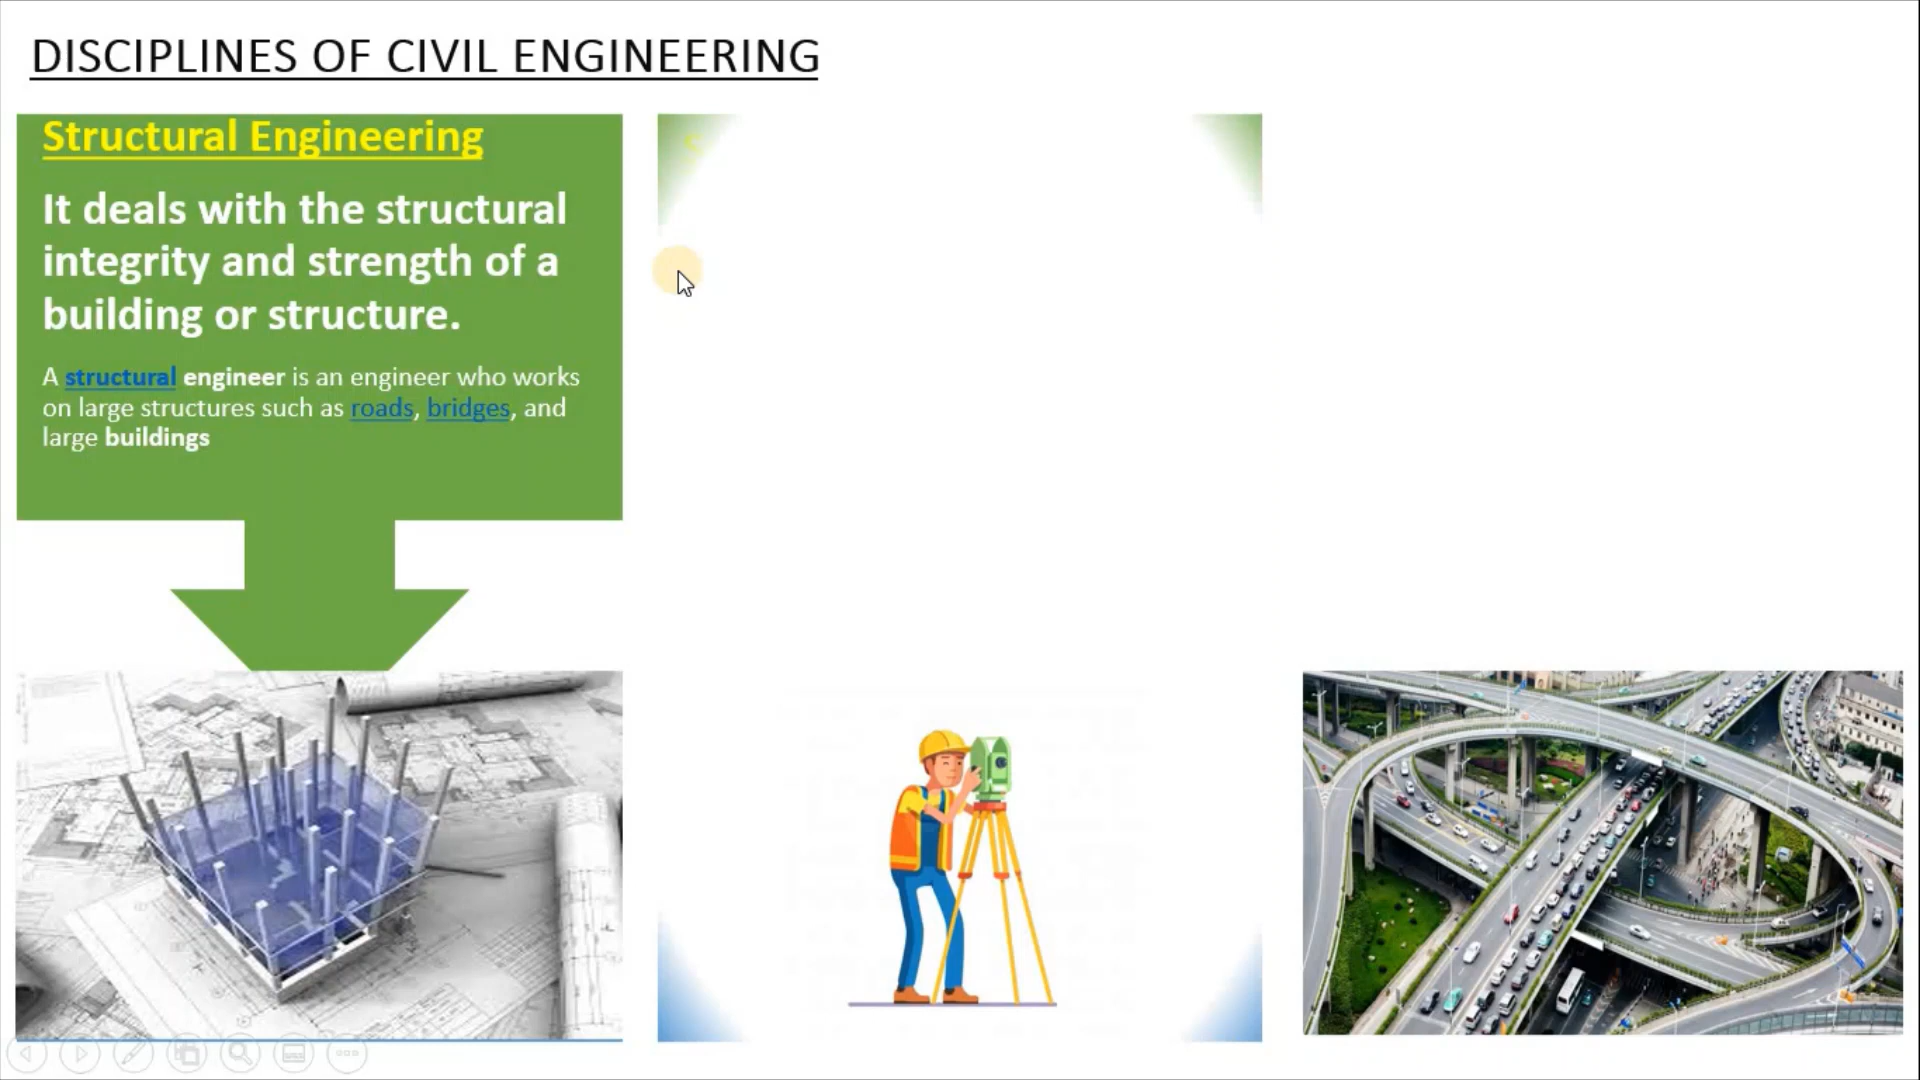 DISCIPLINES OF CIVIL ENGINEERING
Structural Engineering
It deals with the structural
integrity and strength of a
building or structure.
A structural engineer is an engineer who works
on large structures such as roads, bridges, and
large buildings